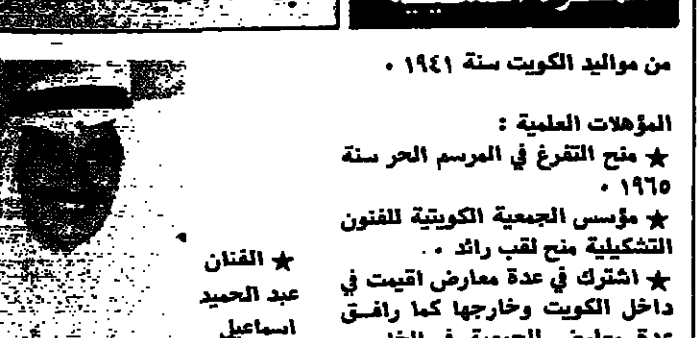 من مواليد الكويت سنة ١٩٤١ .
المؤهلات العلمية :
★ منح التفرغ في المرسم الحر سنة
١٩٦٥ .
★ مؤسس الجمعية الكويتية للفنون
التشكيلية منح لقب رائد . .
★ اشترك في عدة معارض اقيمت في
داخل الكويت وخارجها كما رافق
★ الفنان
عبد الحميد
اسماعيل